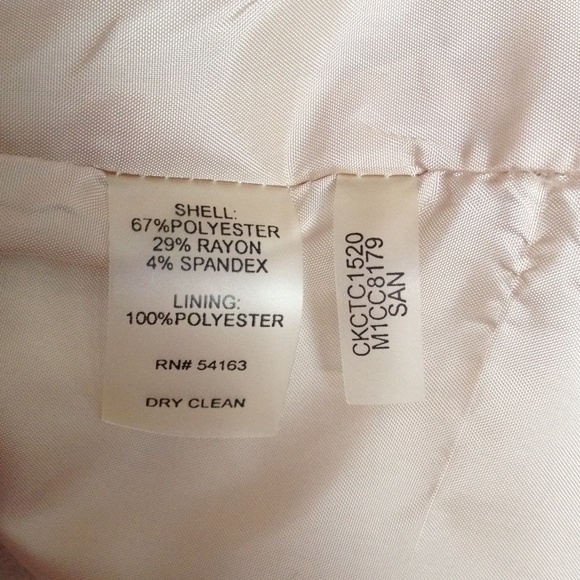 SHELL:
67%POLYESTER
29% RAYON
4% SPANDEX
LINING:
100%POLYESTER
RN# 54163
DRY CLEAN
CKCTC1520
M1CC8179
SAN